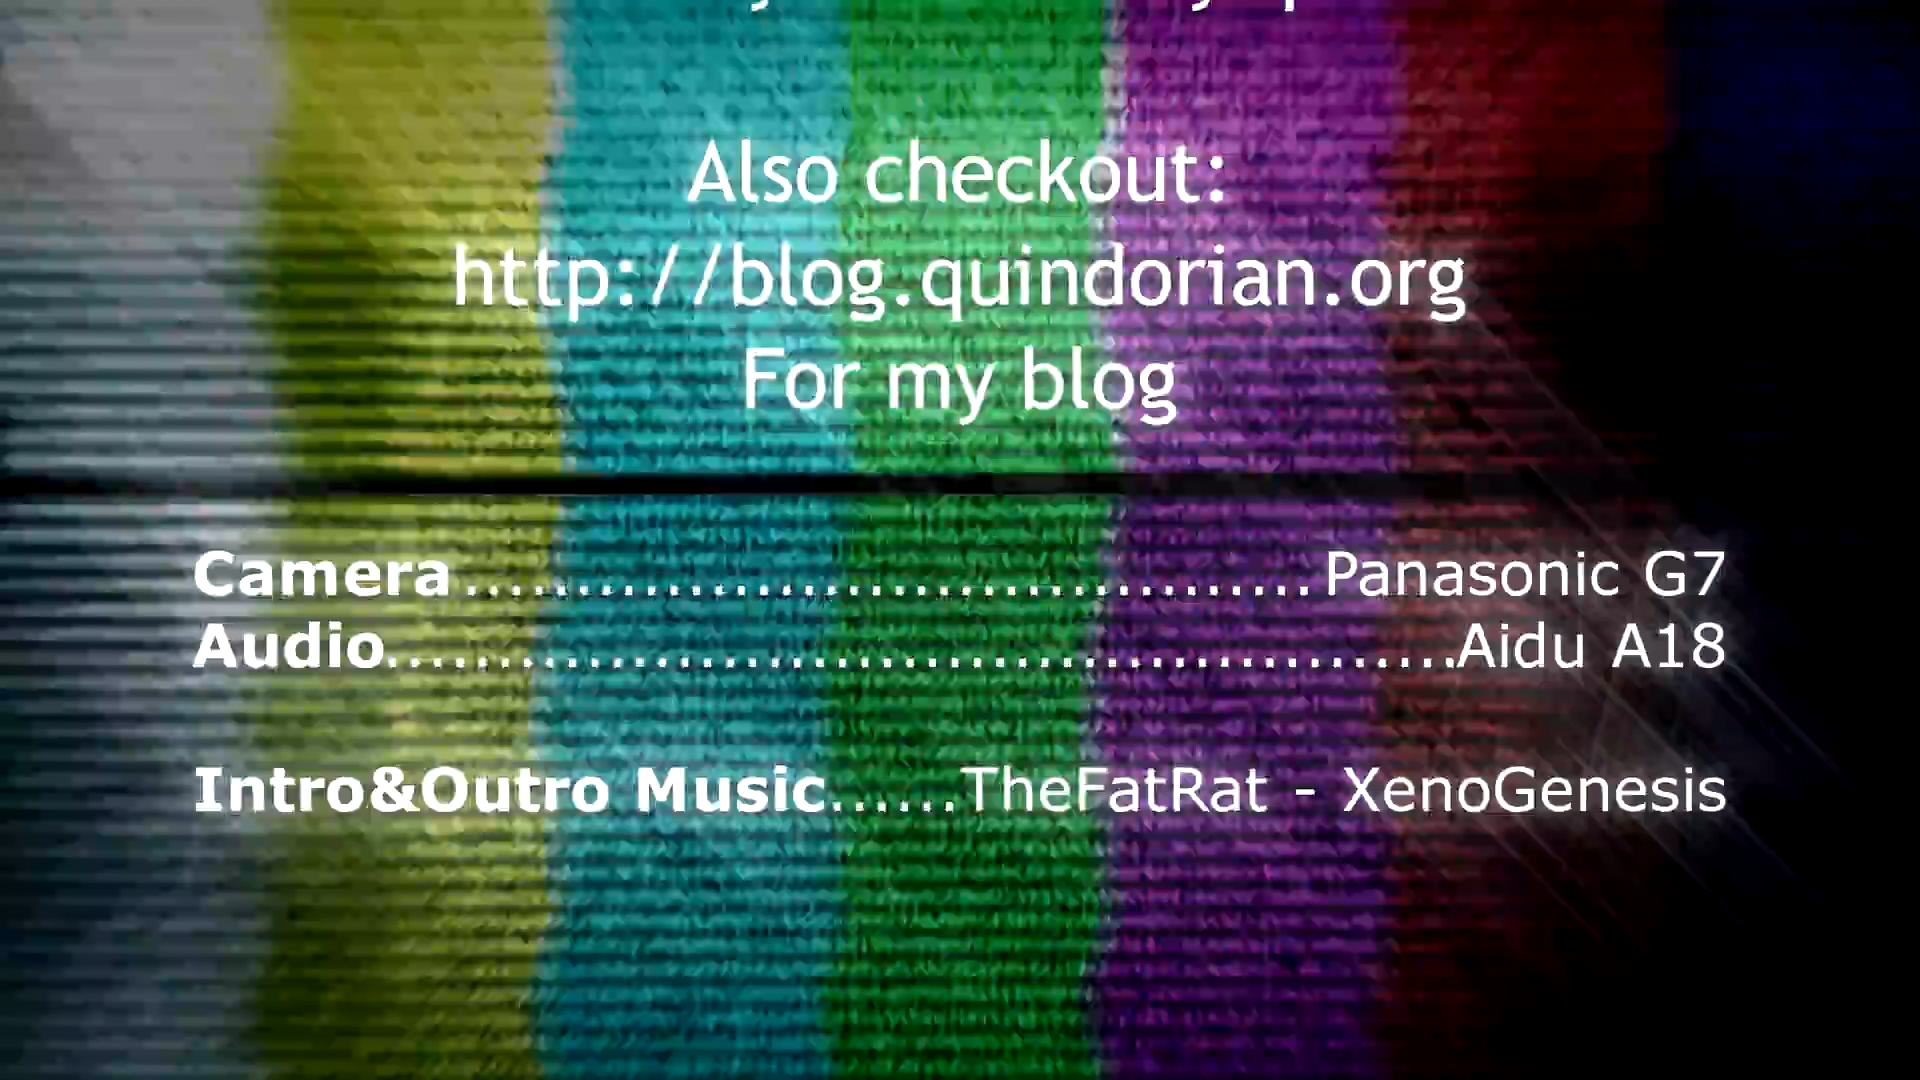 Also checkout:
http://blog.quindorian.org
For my blog
Camera.......................................Panasonic G7
Audio.................................................Aidu A18
Intro&Outro Music......TheFatRat - XenoGenesis